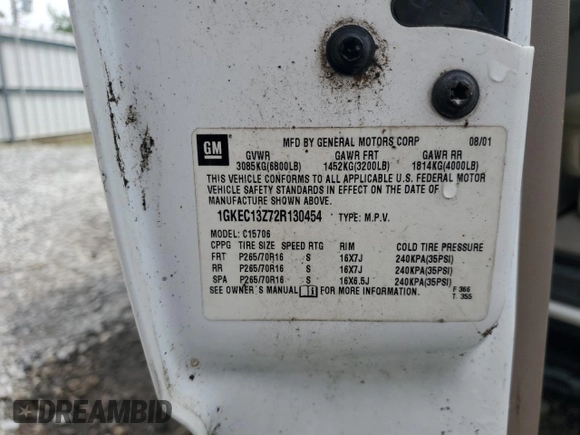 GM
MFD BY GENERAL MOTORS CORP 08/01
GVWR GAWR FRT GAWR RR
3085KG(6800LB) 1452KG(3200LB) 1814KG(4000LB)
THIS VEHICLE CONFORMS TO ALL APPLICABLE U.S. FEDERAL MOTOR
VEHICLE SAFETY STANDARDS IN EFFECT ON THE DATE OF
MANUFACTURE SHOWN ABOVE.
1GKEC13Z72R130454 TYPE: M.P.V.
MODEL: C15706
CPPG TIRE SIZE SPEED RTG RIM COLD TIRE PRESSURE
FRT P265/70R16 S 16X7J 240KPA(35PSI)
RR P265/70R16 S 16X7J 240KPA(35PSI)
SPA P265/70R16 S 16X6.5J 240KPA(35PSI)
SEE OWNER'S MANUAL FOR MORE INFORMATION.
F 366
T 355
DREAMBID